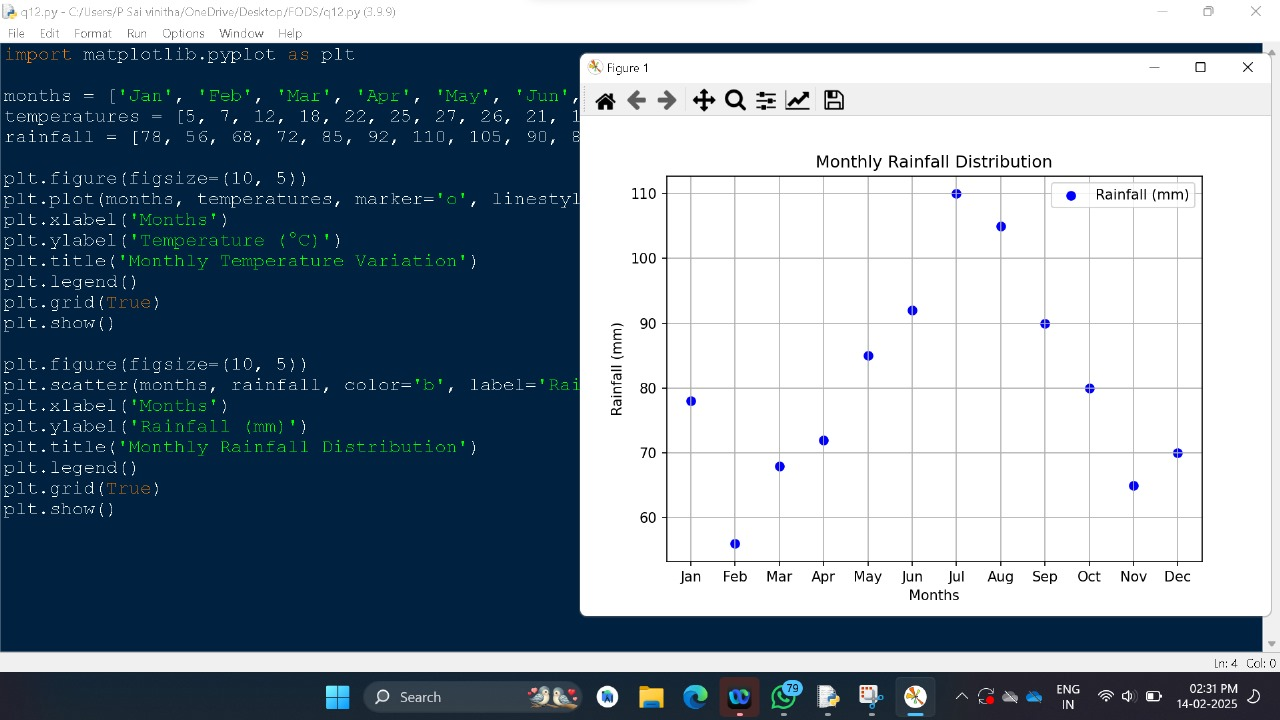 q12.py - C:/Users/P Sai vinitha/OneDrive/Desktop/FODS/q12.py (3.9.9)
File Edit Format Run Options Window Help
import matplotlib.pyplot as plt
months = ['Jan', 'Feb', 'Mar', 'Apr', 'May', 'Jun',
temperatures = [5, 7, 12, 18, 22, 25, 27, 26, 21, 1
rainfall = [78, 56, 68, 72, 85, 92, 110, 105, 90, 8
plt.figure(figsize=(10, 5))
plt.plot(months, temperatures, marker='o', linestyl
plt.xlabel('Months')
plt.ylabel('Temperature (°C)')
plt.title('Monthly Temperature Variation')
plt.legend()
plt.grid(True)
plt.show()
plt.figure(figsize=(10, 5))
plt.scatter(months, rainfall, color='b', label='Rai
plt.xlabel('Months')
plt.ylabel('Rainfall (mm)')
plt.title('Monthly Rainfall Distribution')
plt.legend()
plt.grid(True)
plt.show()
Figure 1
Monthly Rainfall Distribution
Rainfall (mm)
110
100
90
80
70
60
Rainfall (mm)
Jan Feb Mar Apr May Jun Jul Aug Sep Oct Nov Dec
Months
Ln: 4 Col: 0
Search
79
ENG
IN
02:31 PM
14-02-2025